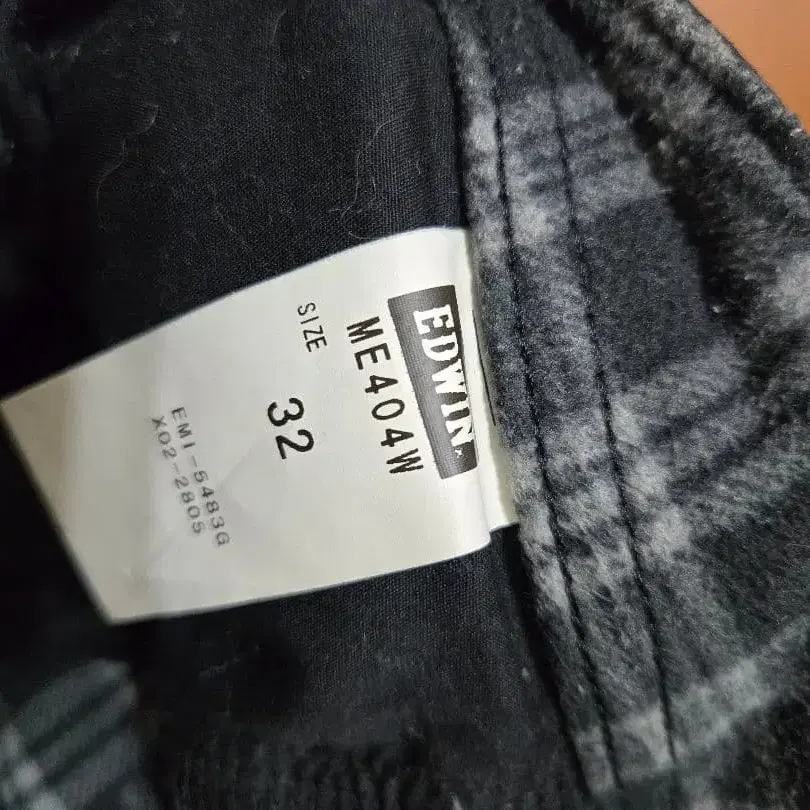 EDWIN
ME404W
SIZE
32
EMI-5483G
X02-2805